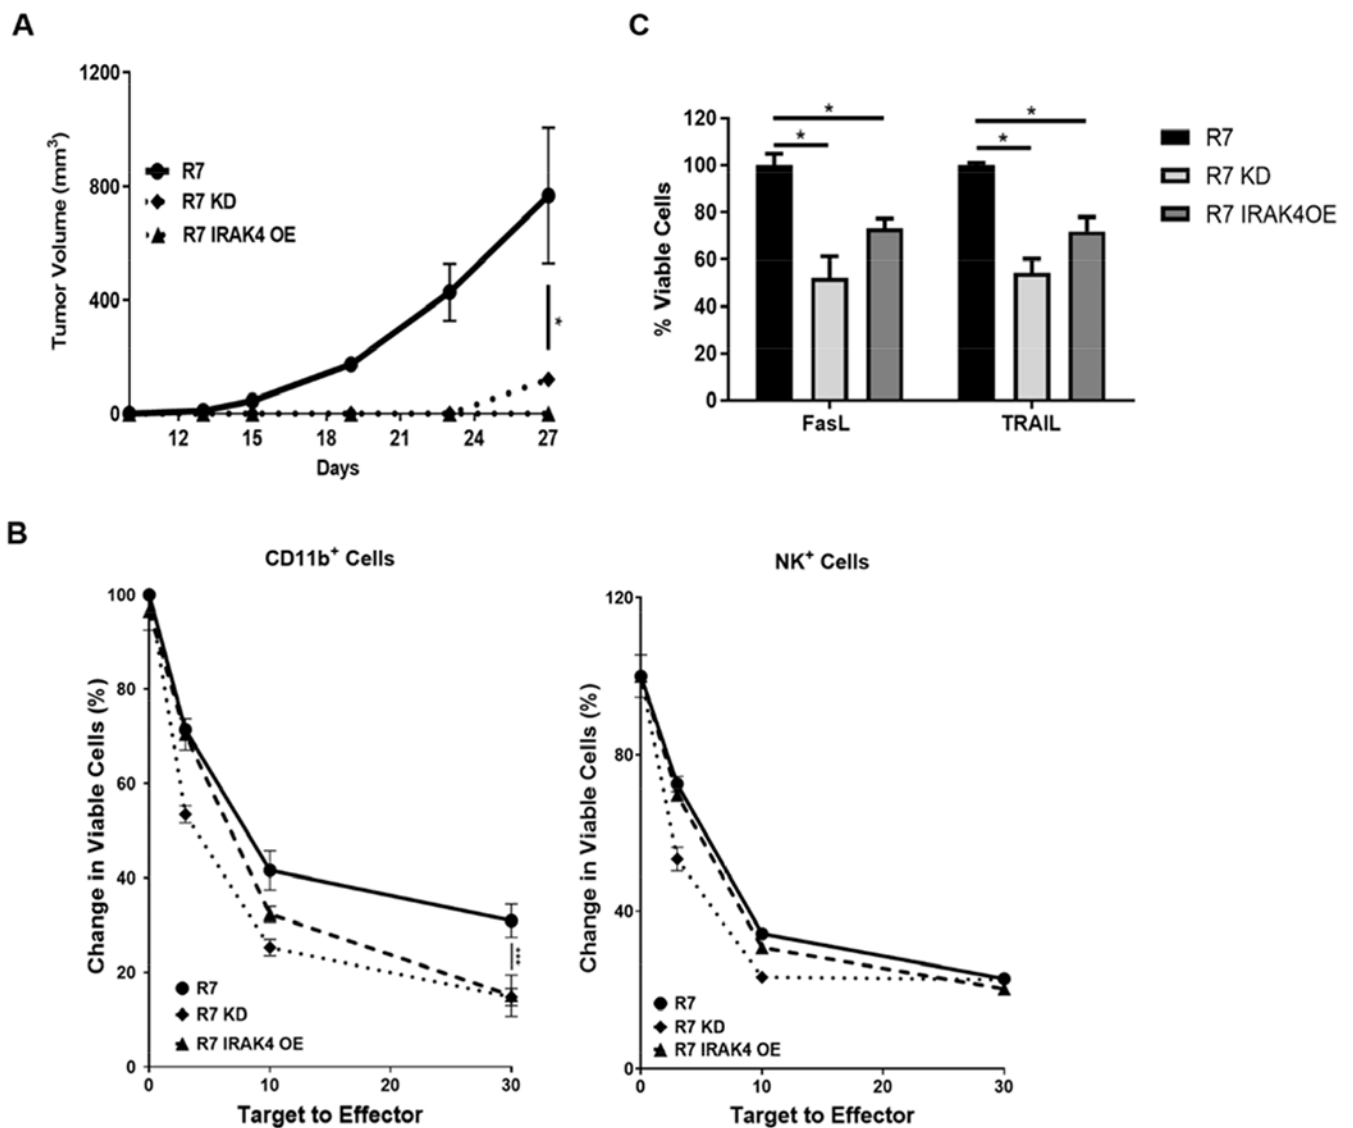 A
1200
800
400
0
Tumor Volume (mm³)
R7
R7 KD
R7 IRAK4 OE
*
12 15 18 21 24 27
Days
C
120
100
80
60
40
20
0
% Viable Cells
* *
* *
FasL TRAIL
R7
R7 KD
R7 IRAK4OE
B
CD11b⁺ Cells
100
80
60
40
20
0
Change in Viable Cells (%)
R7
R7 KD
R7 IRAK4 OE
0 10 20 30
Target to Effector
NK⁺ Cells
120
80
40
0
Change in Viable Cells (%)
R7
R7 KD
R7 IRAK4 OE
0 10 20 30
Target to Effector